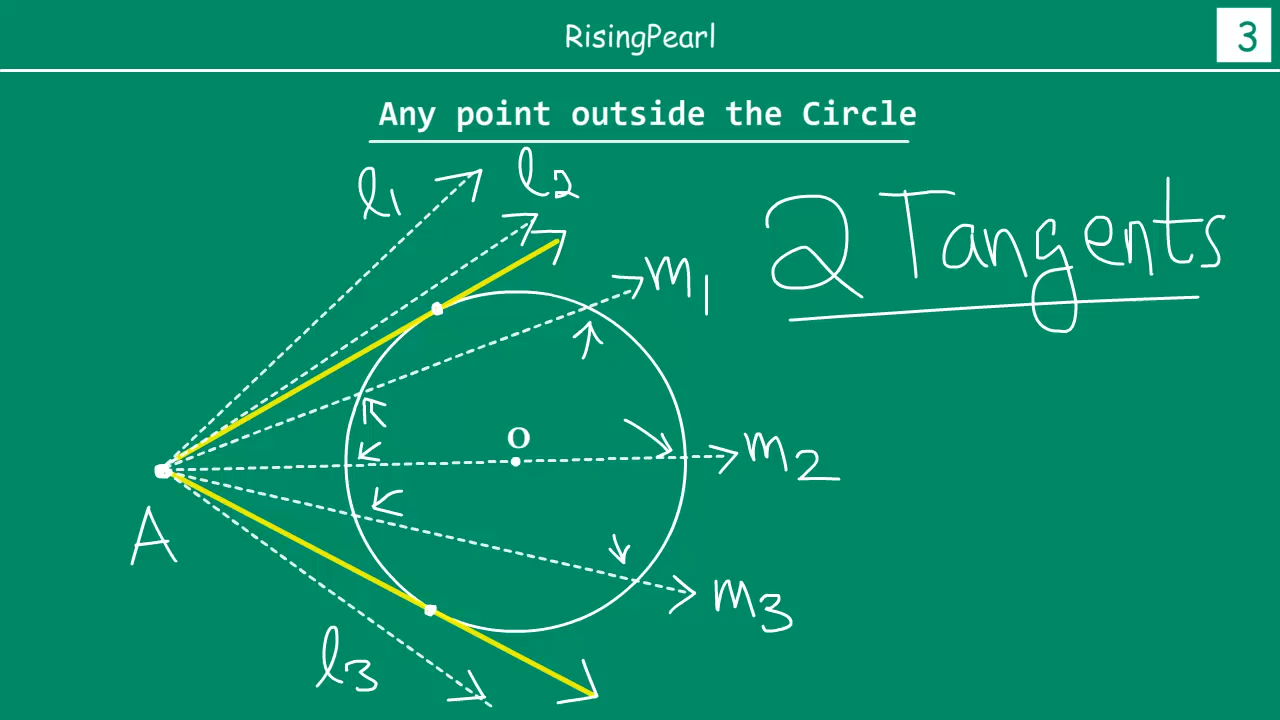 RisingPearl
3
Any point outside the Circle
l1
l2
2 Tangents
m1
O
m2
A
m3
l3